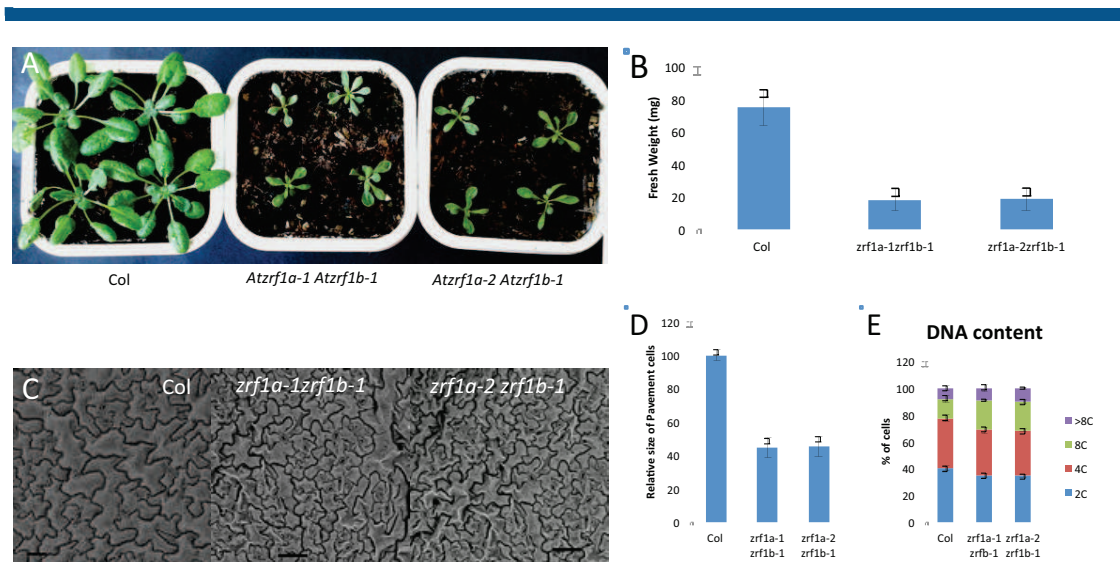 A
Col
Atzrf1a-1 Atzrf1b-1
Atzrf1a-2 Atzrf1b-1
B
Fresh Weight (mg)
100
80
60
40
20
0
Col
zrf1a-1zrf1b-1
zrf1a-2zrf1b-1
C
Col
zrf1a-1zrf1b-1
zrf1a-2 zrf1b-1
D
Relative size of Pavement cells
120
100
80
60
40
20
0
Col
zrf1a-1
zrf1b-1
zrf1a-2
zrf1b-1
E
DNA content
% of cells
120
100
80
60
40
20
0
Col
zrf1a-1
zrfb-1
zrf1a-2
zrf1b-1
>8C
8C
4C
2C